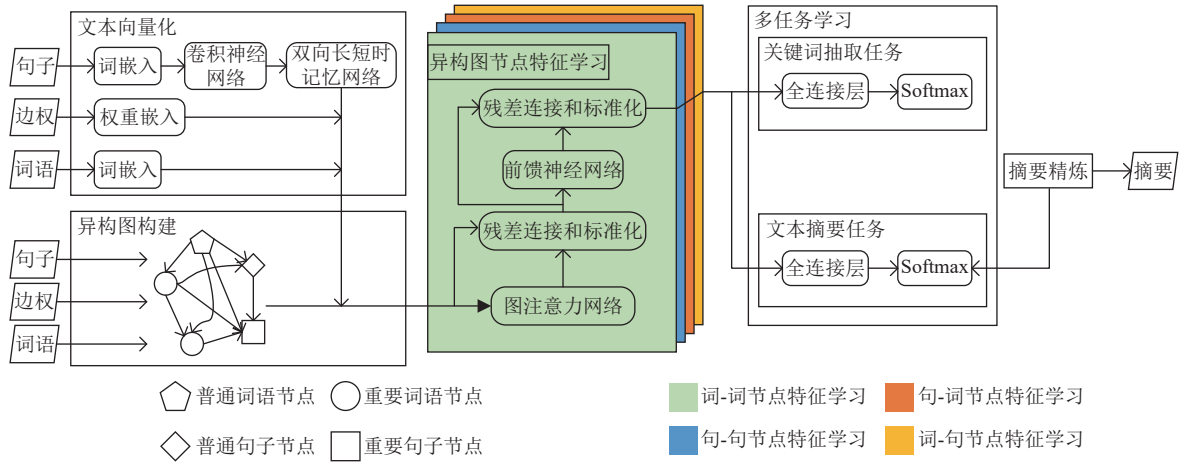 文本向量化
句子
词嵌入
卷积神经
网络
双向长短时
记忆网络
边权
权重嵌入
词语
词嵌入
异构图构建
句子
边权
词语
异构图节点特征学习
残差连接和标准化
前馈神经网络
残差连接和标准化
图注意力网络
多任务学习
关键词抽取任务
全连接层
Softmax
文本摘要任务
全连接层
Softmax
摘要精炼
摘要
普通词语节点
重要词语节点
普通句子节点
重要句子节点
词-词节点特征学习
句-词节点特征学习
句-句节点特征学习
词-句节点特征学习